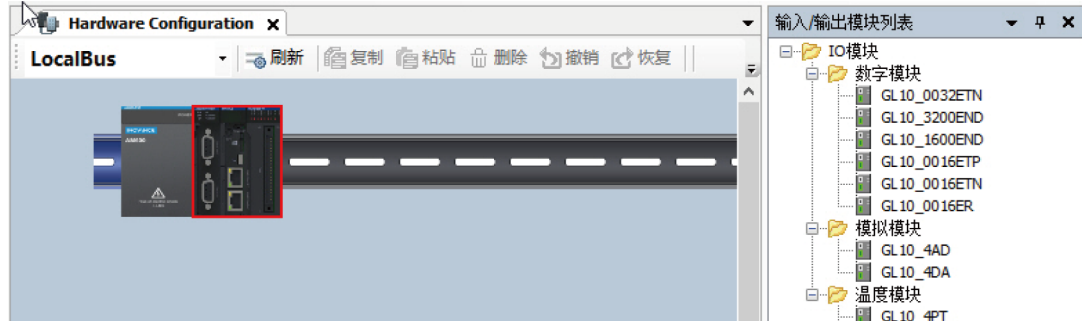 Hardware Configuration
LocalBus
刷新 复制 粘贴 删除 撤销 恢复
输入/输出模块列表
IO模块
数字模块
GL10_0032ETN
GL10_3200END
GL10_1600END
GL10_0016ETP
GL10_0016ETN
GL10_0016ER
模拟模块
GL10_4AD
GL10_4DA
温度模块
GL10_4PT